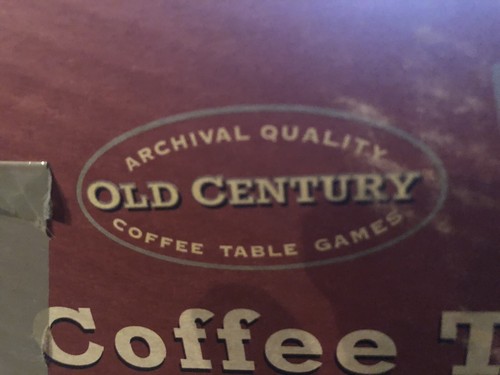 ARCHIVAL QUALITY
OLD CENTURY
COFFEE TABLE GAMES
Coffee T